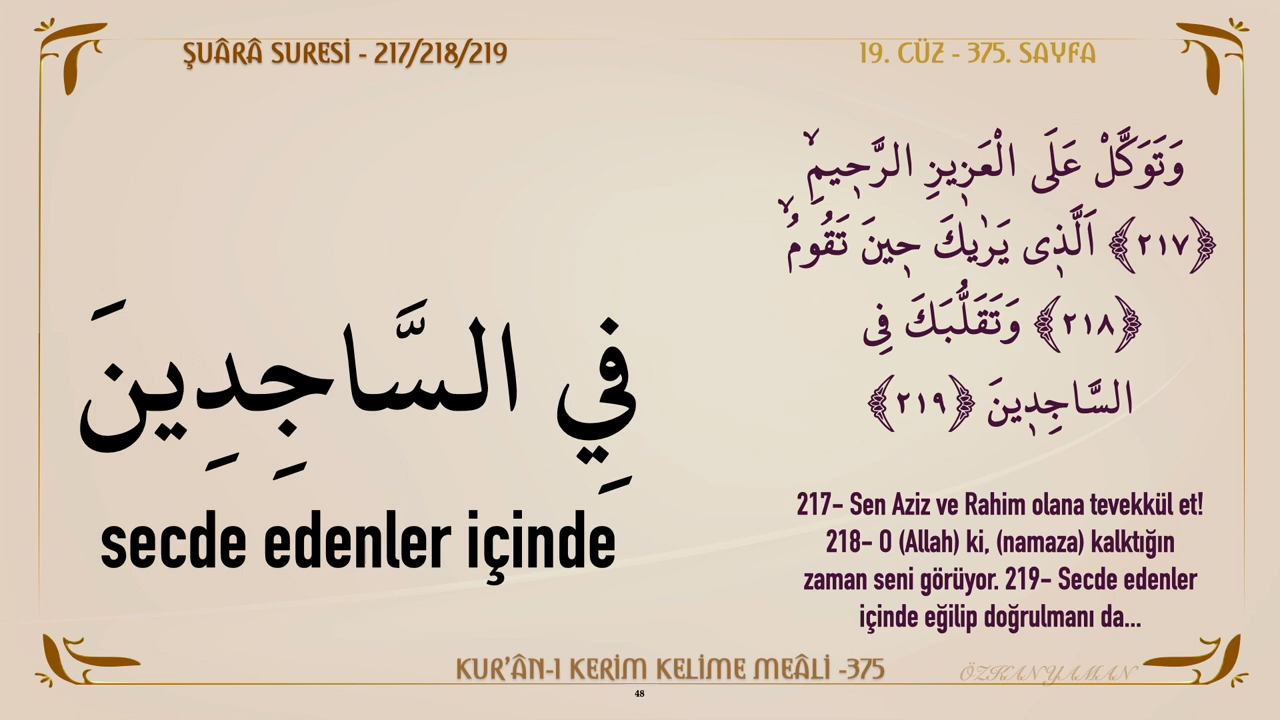 ŞUÂRÂ SURESİ - 217/218/219
19. CÜZ - 375. SAYFA
فِي السَّاجِدِينَ
secde edenler içinde
وَتَوَكَّلْ عَلَى الْعَزٖيزِ الرَّحٖيمِۙ
﴿٢١٧﴾ اَلَّذٖى يَرٰيكَ حٖينَ تَقُومُۙ
﴿٢١٨﴾ وَتَقَلُّبَكَ فِى
السَّاجِدٖينَ ﴿٢١٩﴾
217- Sen Aziz ve Rahim olana tevekkül et!
218- O (Allah) ki, (namaza) kalktığın
zaman seni görüyor. 219- Secde edenler
içinde eğilip doğrulmanı da...
KUR'ÂN-I KERİM KELİME MEÂLİ -375
ÖZKAN YAMAN
48